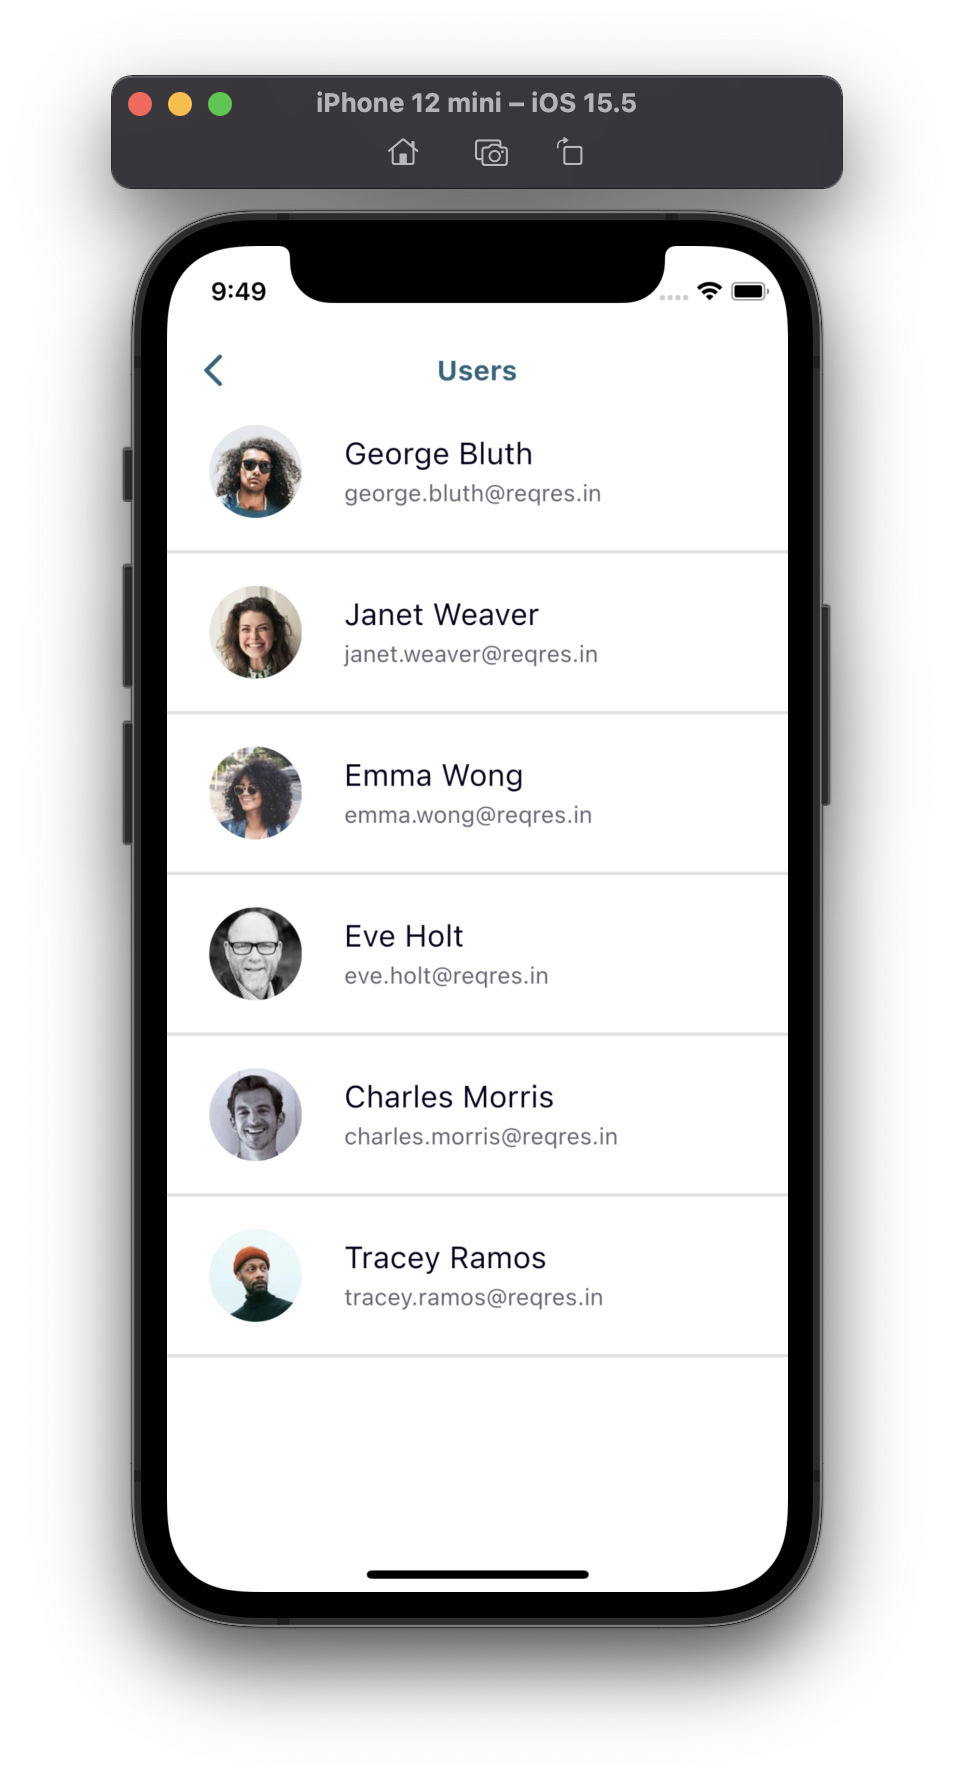 iPhone 12 mini – iOS 15.5
9:49
Users
George Bluth
george.bluth@reqres.in
Janet Weaver
janet.weaver@reqres.in
Emma Wong
emma.wong@reqres.in
Eve Holt
eve.holt@reqres.in
Charles Morris
charles.morris@reqres.in
Tracey Ramos
tracey.ramos@reqres.in